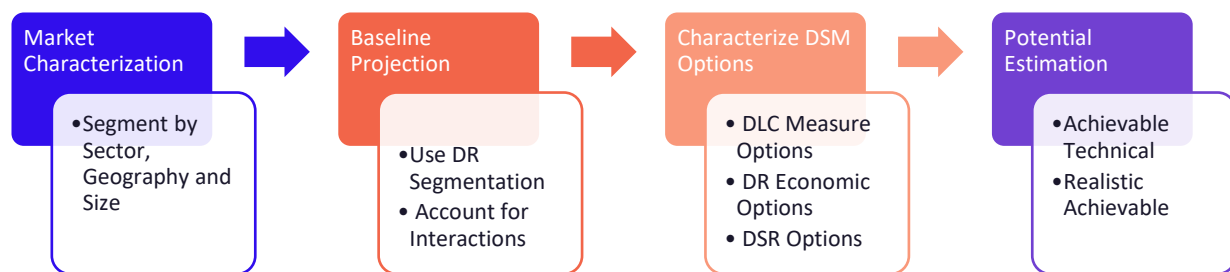 Market
Characterization
•Segment by
Sector,
Geography and
Size
Baseline
Projection
•Use DR
Segmentation
• Account for
Interactions
Characterize DSM
Options
• DLC Measure
Options
• DR Economic
Options
• DSR Options
Potential
Estimation
•Achievable
Technical
•Realistic
Achievable